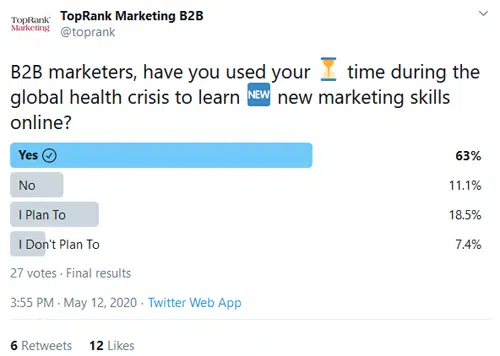 TopRank Marketing B2B
TopRank
Marketing
@toprank
B2B marketers, have you used your ⏳ time during the
global health crisis to learn 🆕 new marketing skills
online?
Yes 63%
No 11.1%
I Plan To 18.5%
I Don't Plan To 7.4%
27 votes · Final results
3:55 PM · May 12, 2020 · Twitter Web App
6 Retweets 12 Likes